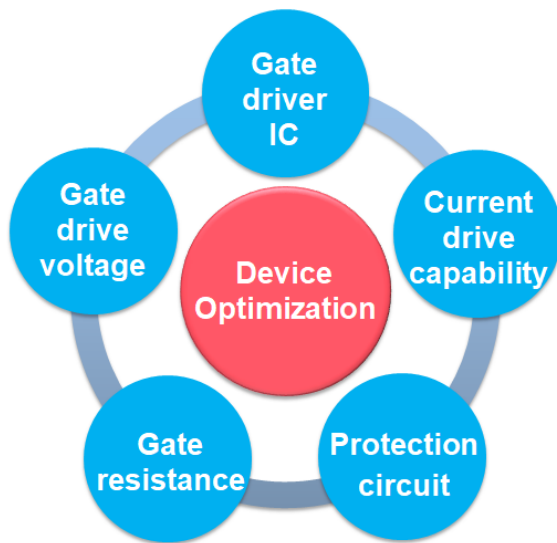 Gate
driver
IC
Gate
drive
voltage
Current
drive
capability
Device
Optimization
Gate
resistance
Protection
circuit